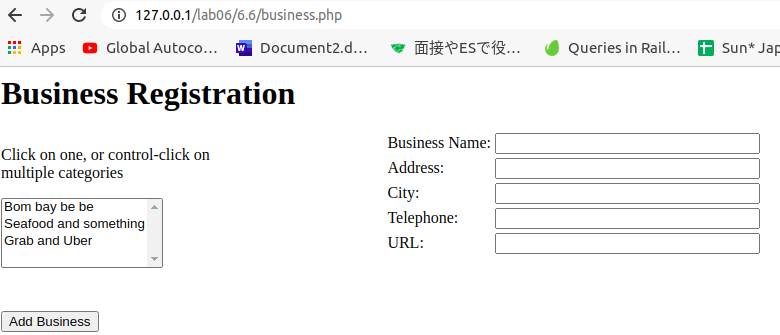 127.0.0.1/lab06/6.6/business.php
Apps Global Autoco... Document2.d... 面接やESで役... Queries in Rail... Sun* Jap
Business Registration
Click on one, or control-click on
multiple categories
Bom bay be be
Seafood and something
Grab and Uber
Business Name:
Address:
City:
Telephone:
URL:
Add Business